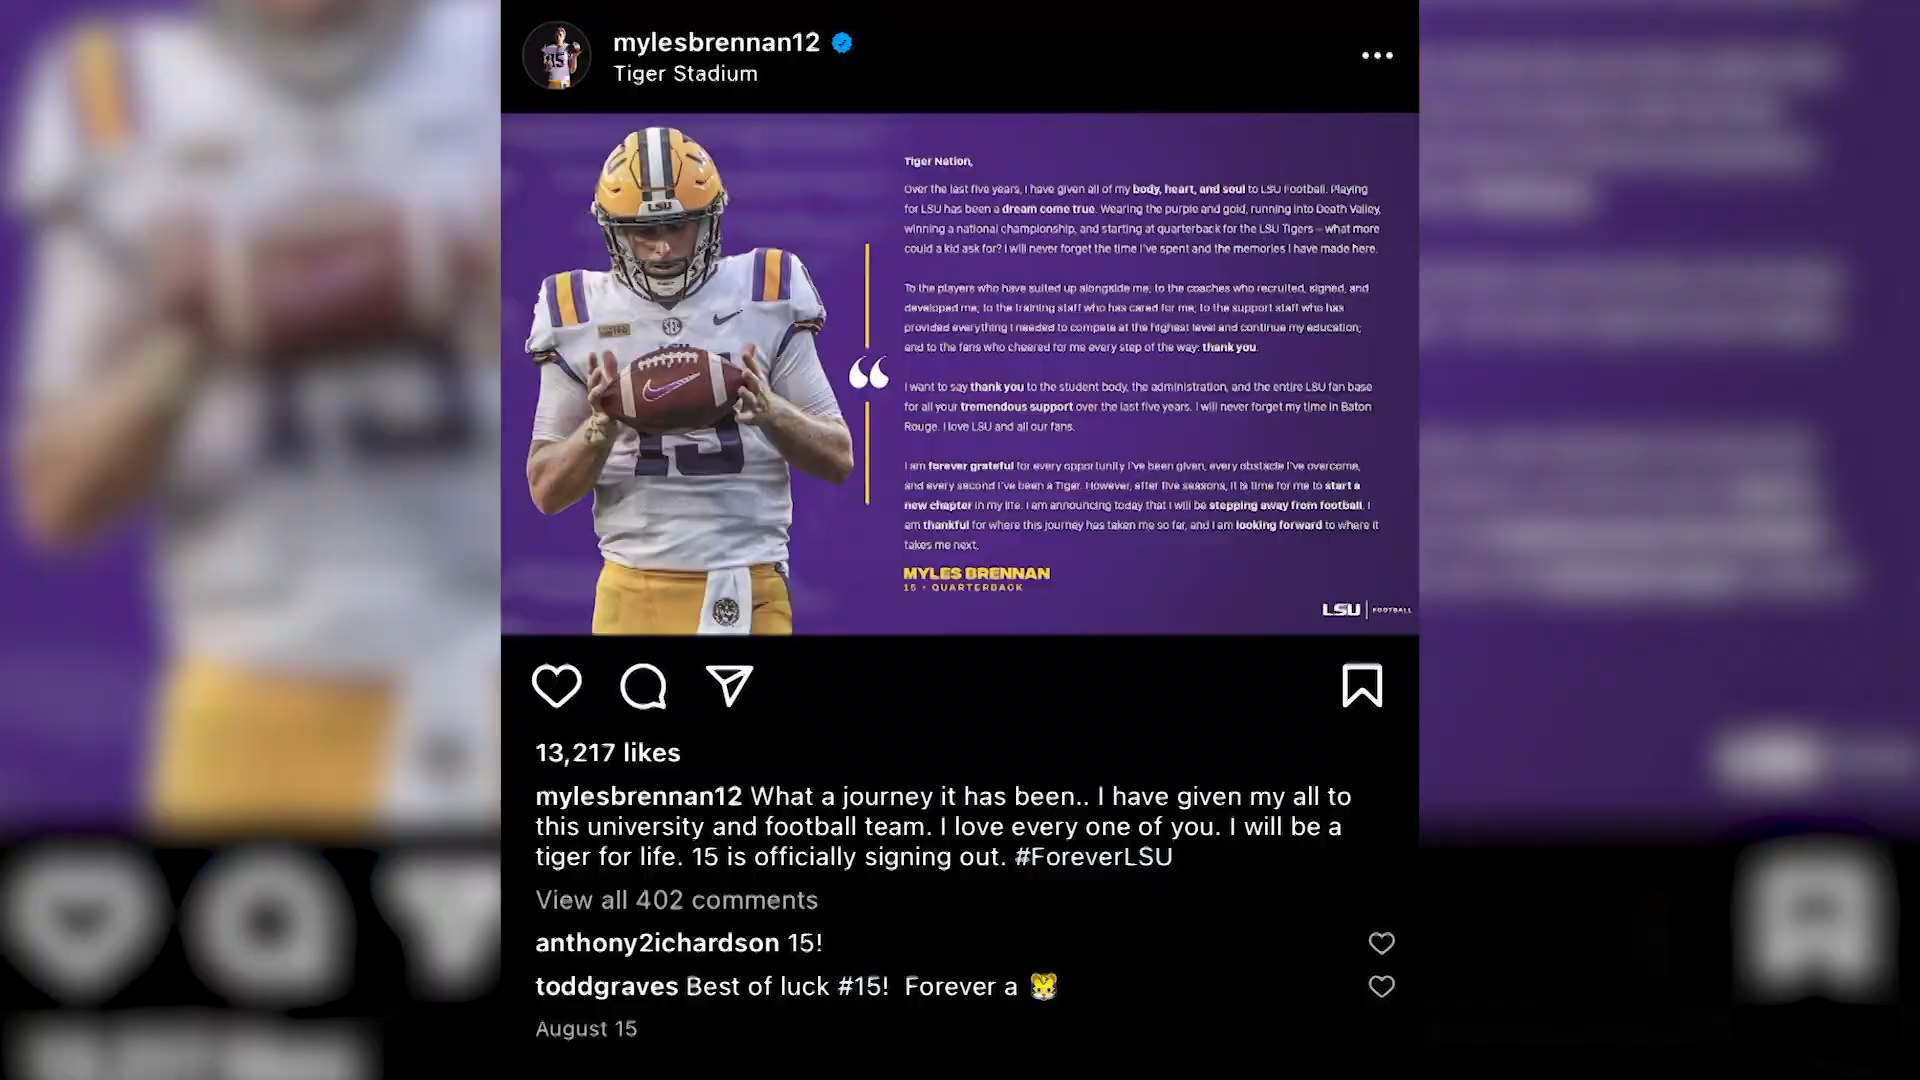 mylesbrennan12
Tiger Stadium
Tiger Nation,
Over the last five years, I have given all of my body, heart, and soul to LSU Football. Playing
for LSU has been a dream come true. Wearing the purple and gold, running into Death Valley,
winning a national championship, and starting at quarterback for the LSU Tigers – what more
could a kid ask for? I will never forget the time I've spent and the memories I have made here.
To the players who have suited up alongside me; to the coaches who recruited, signed, and
developed me; to the training staff who has cared for me; to the support staff who has
provided everything I needed to compete at the highest level and continue my education;
and to the fans who cheered for me every step of the way: thank you.
I want to say thank you to the student body, the administration, and the entire LSU fan base
for all your tremendous support over the last five years. I will never forget my time in Baton
Rouge. I love LSU and all our fans.
I am forever grateful for every opportunity I've been given, every obstacle I've overcome,
and every second I've been a Tiger. However, after five seasons, it is time for me to start a
new chapter in my life. I am announcing today that I will be stepping away from football. I
am thankful for where this journey has taken me so far, and I am looking forward to where it
takes me next.
MYLES BRENNAN
15 • QUARTERBACK
LSU | FOOTBALL
LSU
SEC
15
13,217 likes
mylesbrennan12 What a journey it has been.. I have given my all to
this university and football team. I love every one of you. I will be a
tiger for life. 15 is officially signing out. #ForeverLSU
View all 402 comments
anthony2ichardson 15!
toddgraves Best of luck #15! Forever a 🐯
August 15